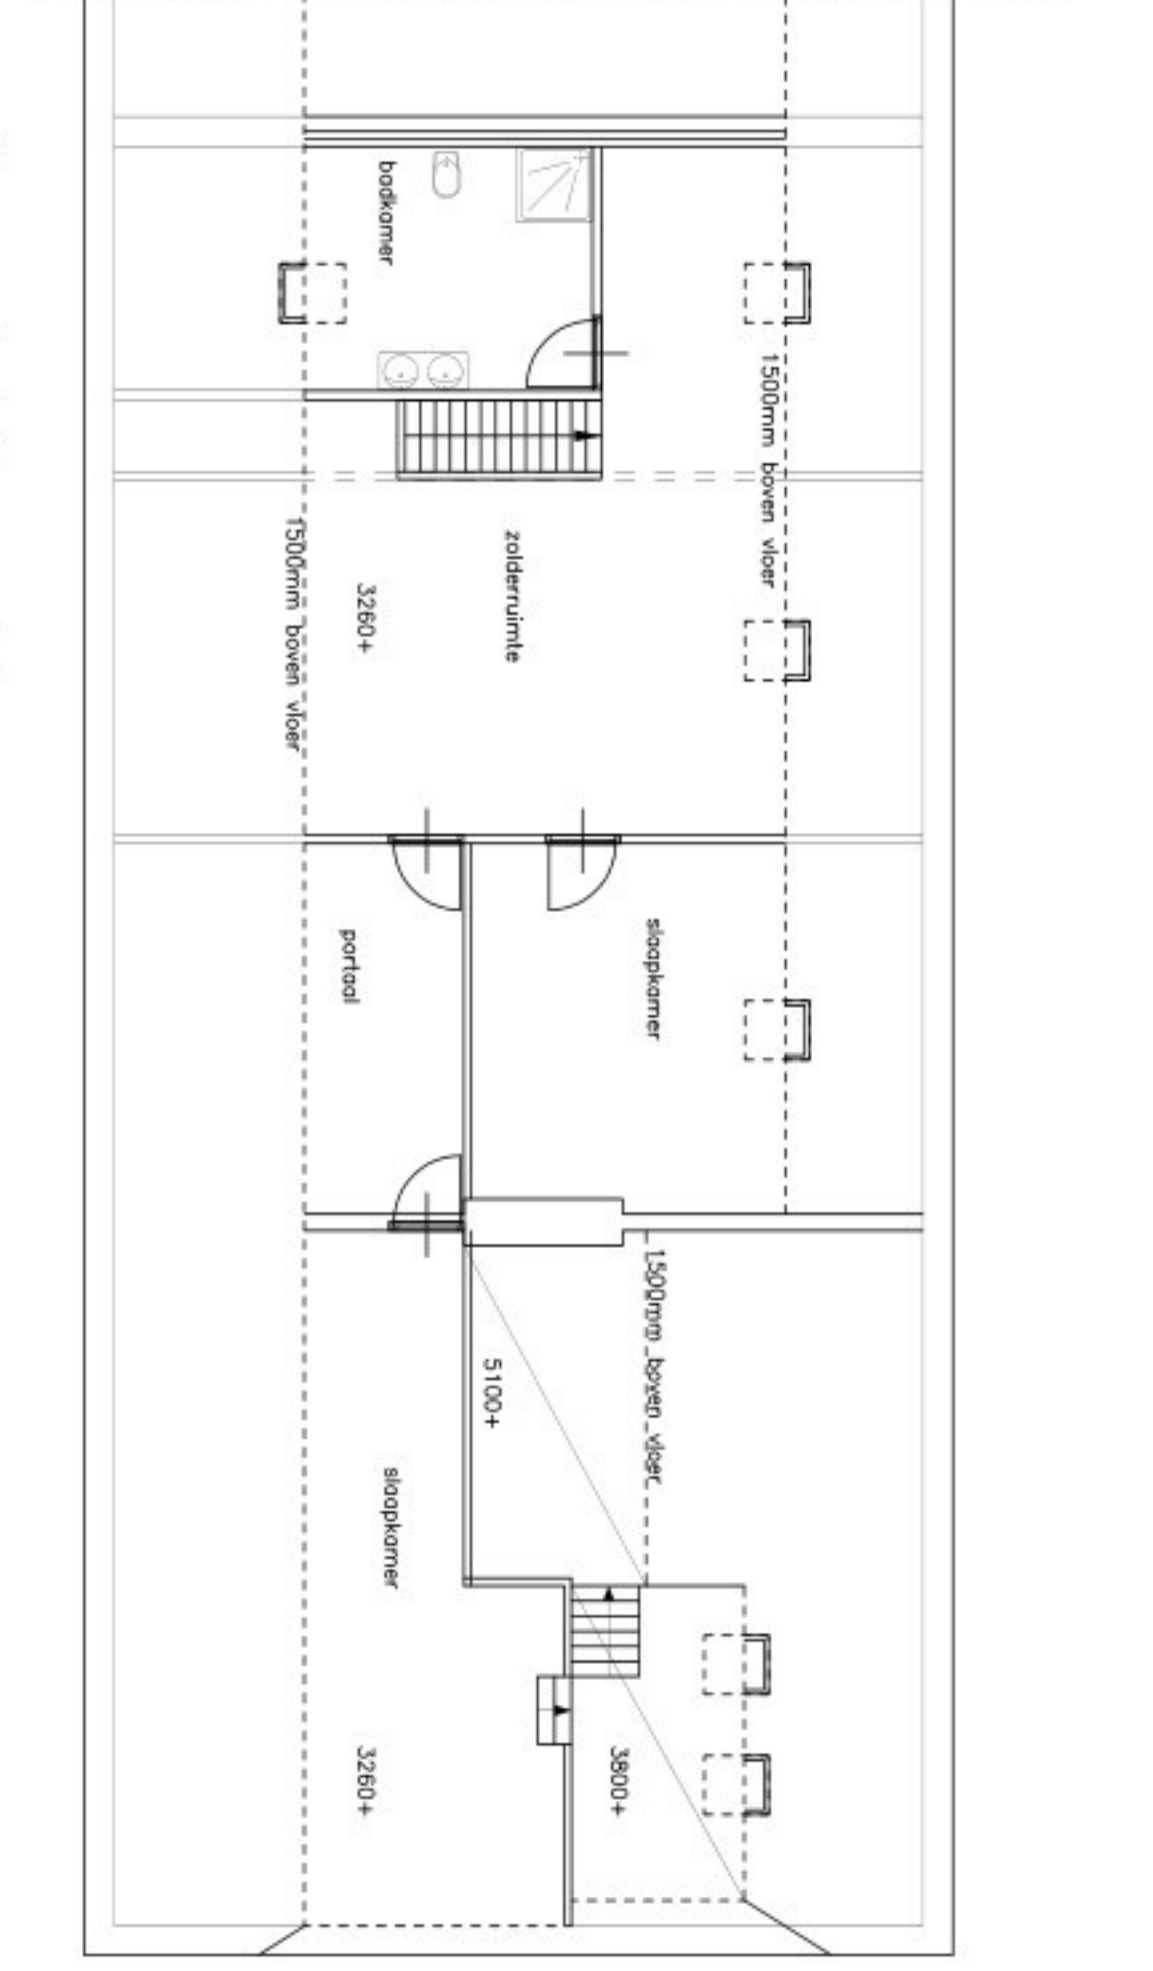 badkamer
1500mm boven vloer
1500mm boven vloer
zolderruimte
3260+
slaapkamer
portaal
1500mm boven vloer
5100+
slaapkamer
3800+
3260+